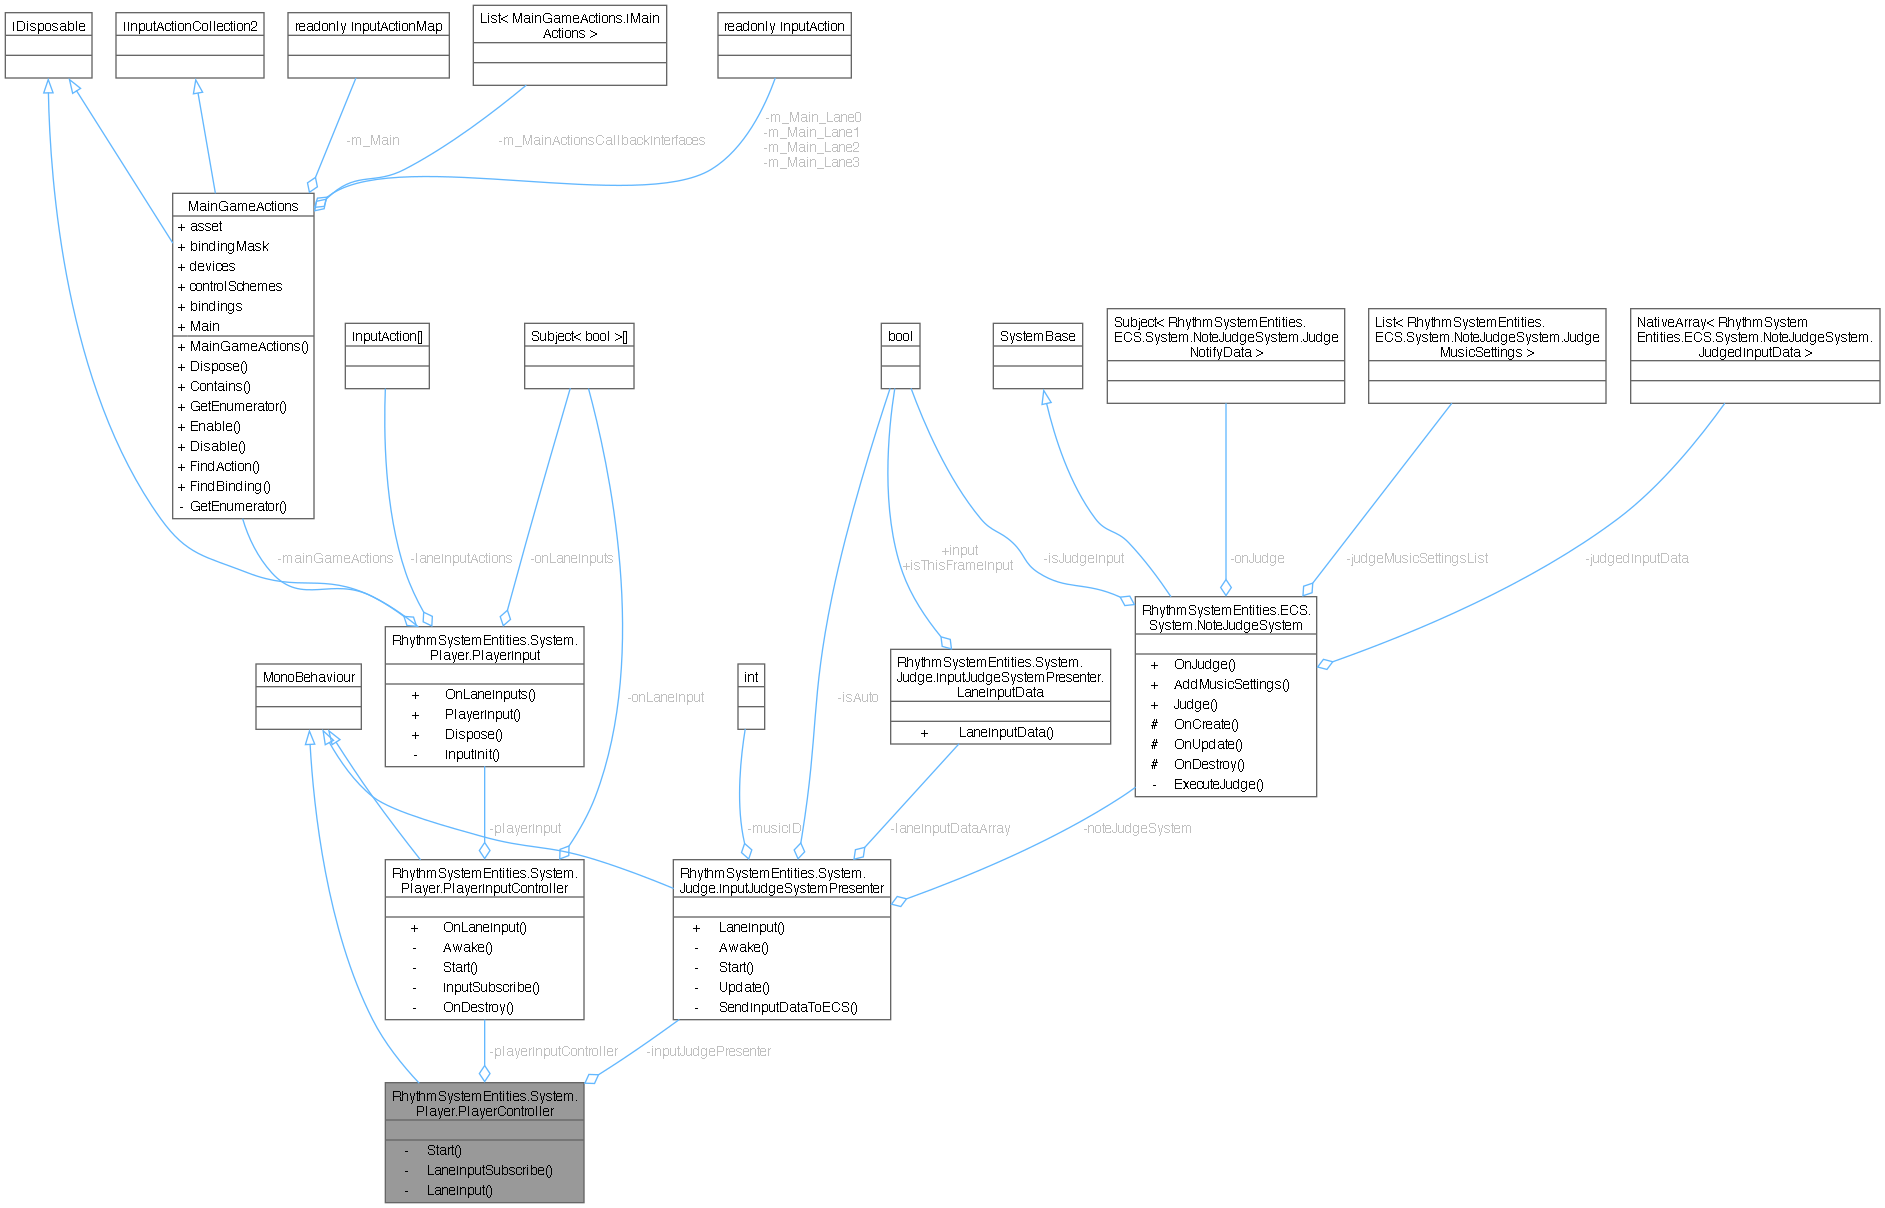 IDisposable
IInputActionCollection2
readonly InputActionMap
List< MainGameActions.IMain
Actions >
readonly InputAction
-m_Main
-m_MainActionsCallbackInterfaces
-m_Main_Lane0
-m_Main_Lane1
-m_Main_Lane2
-m_Main_Lane3
MainGameActions
+ asset
+ bindingMask
+ devices
+ controlSchemes
+ bindings
+ Main
+ MainGameActions()
+ Dispose()
+ Contains()
+ GetEnumerator()
+ Enable()
+ Disable()
+ FindAction()
+ FindBinding()
- GetEnumerator()
InputAction[]
Subject< bool >[]
bool
SystemBase
Subject< RhythmSystemEntities.
ECS.System.NoteJudgeSystem.Judge
NotifyData >
List< RhythmSystemEntities.
ECS.System.NoteJudgeSystem.Judge
MusicSettings >
NativeArray< RhythmSystem
Entities.ECS.System.NoteJudgeSystem.
JudgedInputData >
-mainGameActions
-laneInputActions
-onLaneInputs
+input
+isThisFrameInput
-isJudgeInput
-onJudge
-judgeMusicSettingsList
-judgedInputData
RhythmSystemEntities.System.
Player.PlayerInput
+ OnLaneInputs()
+ PlayerInput()
+ Dispose()
- InputInit()
MonoBehaviour
-onLaneInput
int
-isAuto
RhythmSystemEntities.System.
Judge.InputJudgeSystemPresenter.
LaneInputData
+ LaneInputData()
RhythmSystemEntities.ECS.
System.NoteJudgeSystem
+ OnJudge()
+ AddMusicSettings()
+ Judge()
# OnCreate()
# OnUpdate()
# OnDestroy()
- ExecuteJudge()
-playerInput
-musicID
-laneInputDataArray
-noteJudgeSystem
RhythmSystemEntities.System.
Player.PlayerInputController
+ OnLaneInput()
- Awake()
- Start()
- InputSubscribe()
- OnDestroy()
RhythmSystemEntities.System.
Judge.InputJudgeSystemPresenter
+ LaneInput()
- Awake()
- Start()
- Update()
- SendInputDataToECS()
-playerInputController
-inputJudgePresenter
RhythmSystemEntities.System.
Player.PlayerController
- Start()
- LaneInputSubscribe()
- LaneInput()